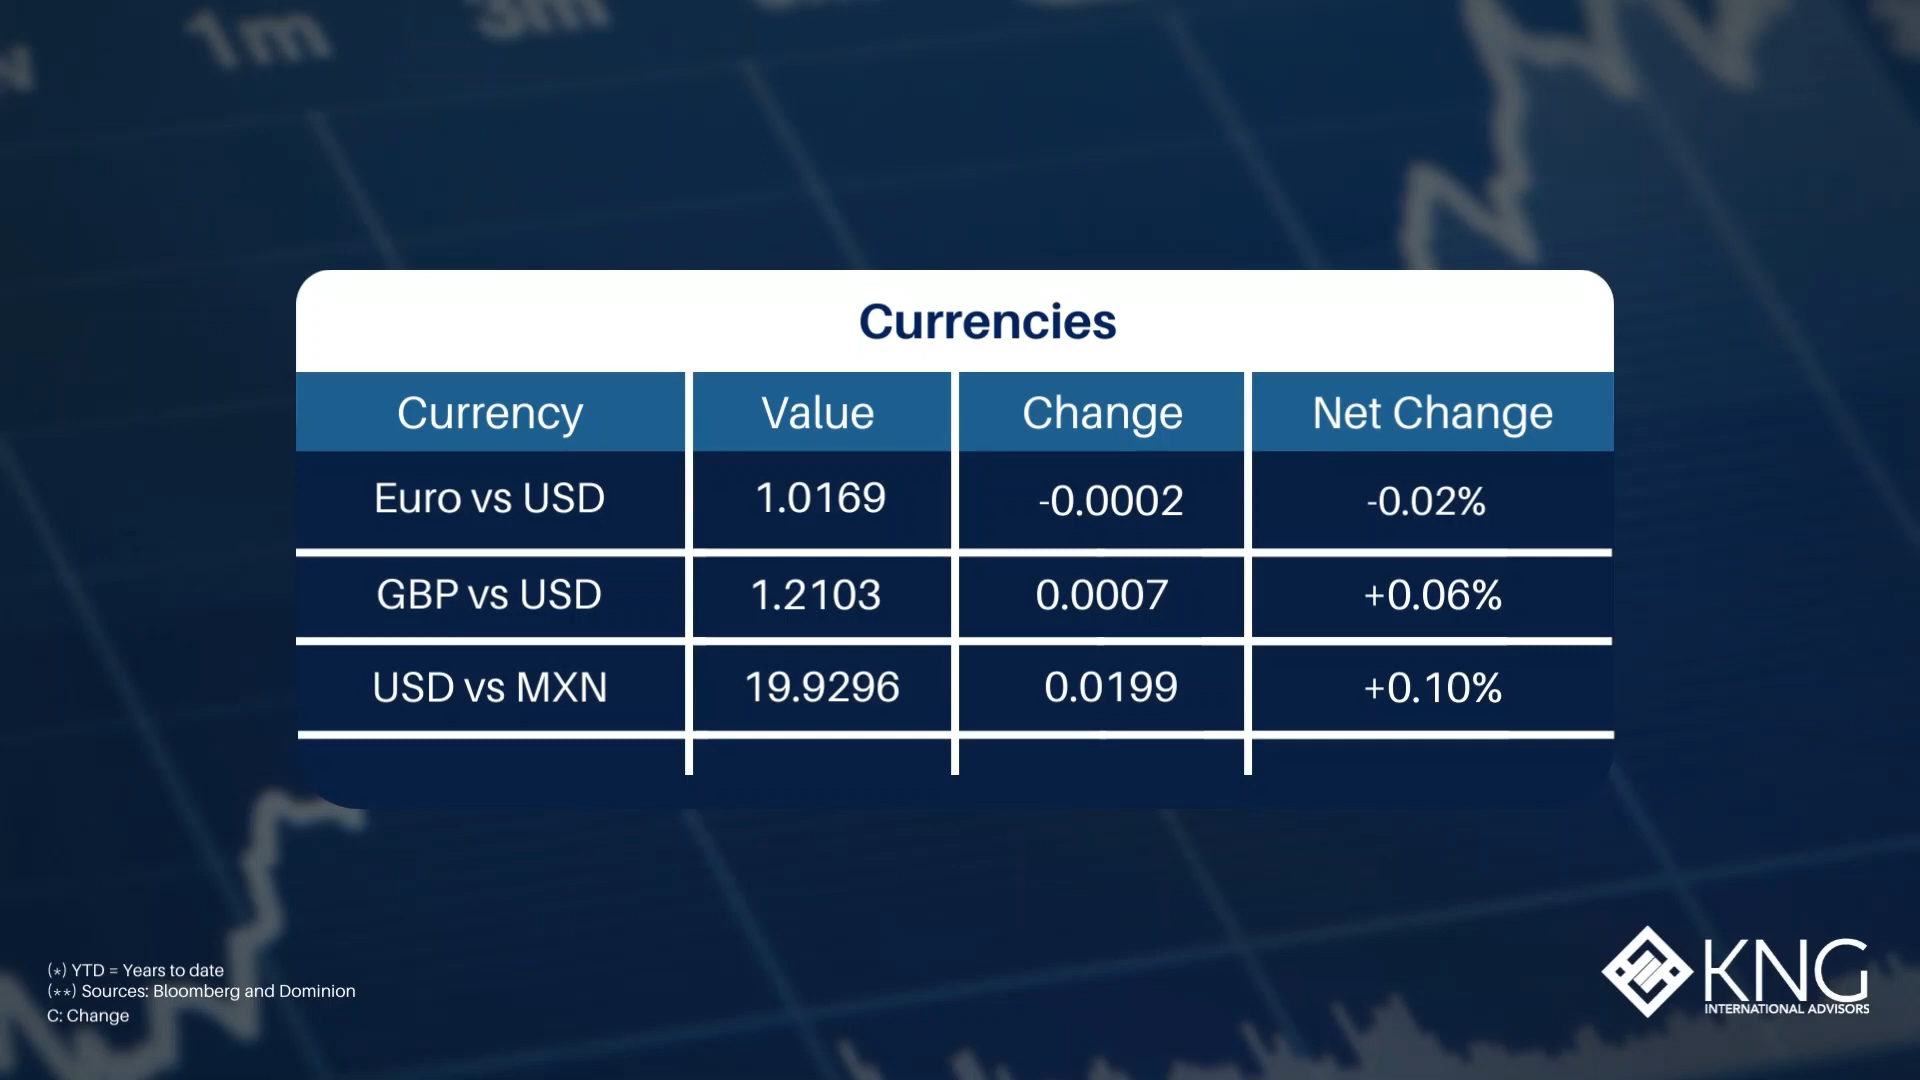 1m
3m
Currencies
Currency Value Change Net Change
Euro vs USD 1.0169 -0.0002 -0.02%
GBP vs USD 1.2103 0.0007 +0.06%
USD vs MXN 19.9296 0.0199 +0.10%
(*) YTD = Years to date
(**) Sources: Bloomberg and Dominion
C: Change
KNG
INTERNATIONAL ADVISORS